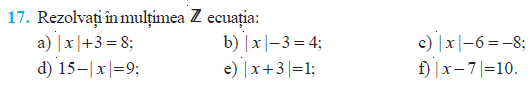 17. Rezolvați în mulțimea ℤ ecuația:
a) |x|+3=8; b) |x|−3=4; c) |x|−6=−8;
d) 15−|x|=9; e) |x+3|=1; f) |x−7|=10.